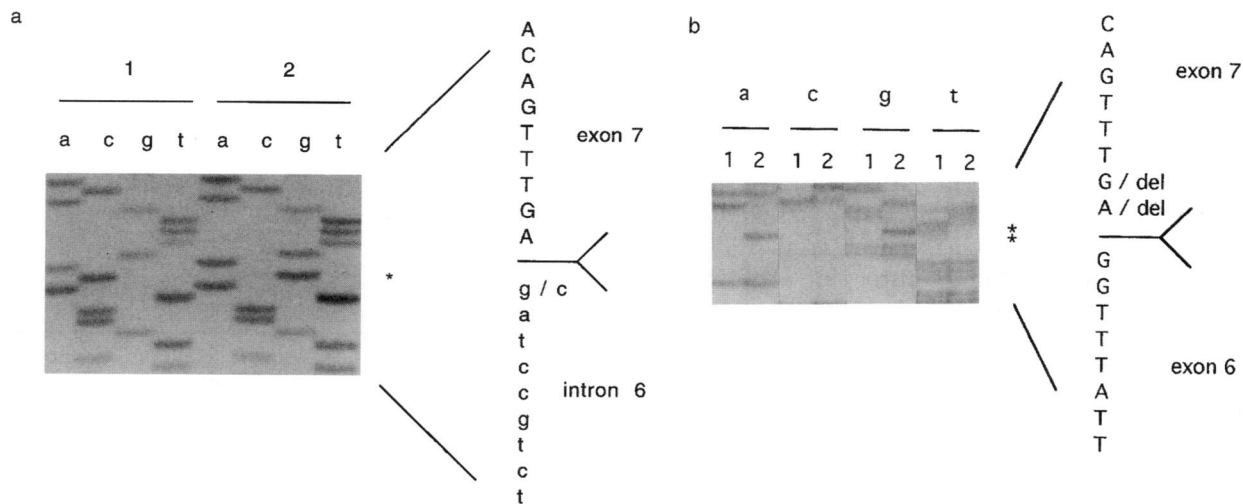 a
1 2
a c g t a c g t
*
A
C
A
G
T
T
T
G
A
exon 7
g / c
a
t
c
c
g
t
c
t
intron 6
b
a c g t
1 2 1 2 1 2 1 2
*
*
C
A
G
T
T
T
G / del
A / del
exon 7
G
G
T
T
T
A
T
T
exon 6